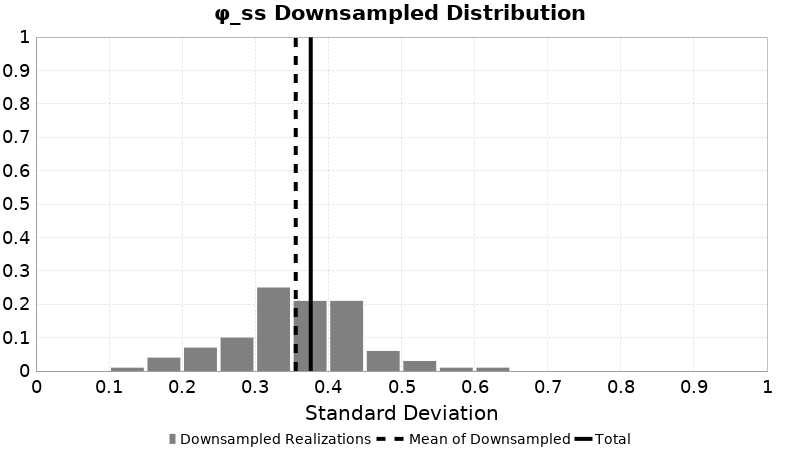 φ_ss Downsampled Distribution
1
0.9
0.8
0.7
0.6
0.5
0.4
0.3
0.2
0.1
0
0 0.1 0.2 0.3 0.4 0.5 0.6 0.7 0.8 0.9 1
Standard Deviation
Downsampled Realizations Mean of Downsampled Total